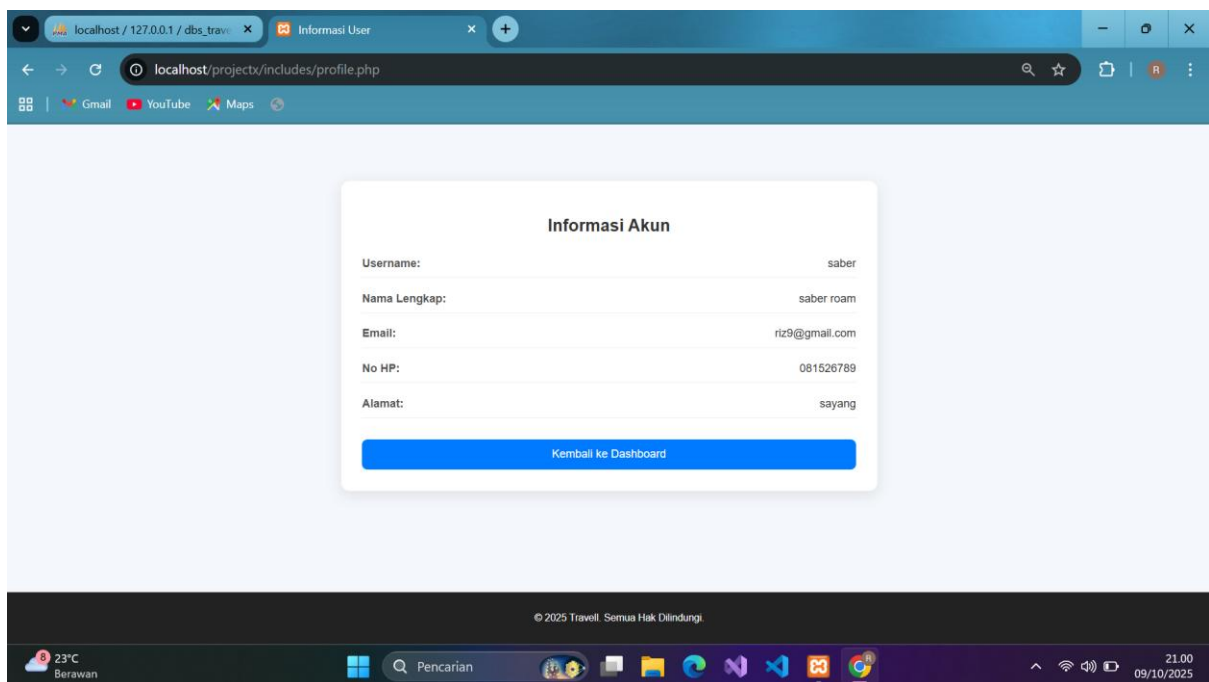 localhost / 127.0.0.1 / dbs_trave
Informasi User
localhost/projectx/includes/profile.php
R
Gmail
YouTube
Maps
Informasi Akun
Username: saber
Nama Lengkap: saber roam
Email: riz9@gmail.com
No HP: 081526789
Alamat: sayang
Kembali ke Dashboard
© 2025 Travell. Semua Hak Dilindungi.
8
23°C
Berawan
Pencarian
21.00
09/10/2025